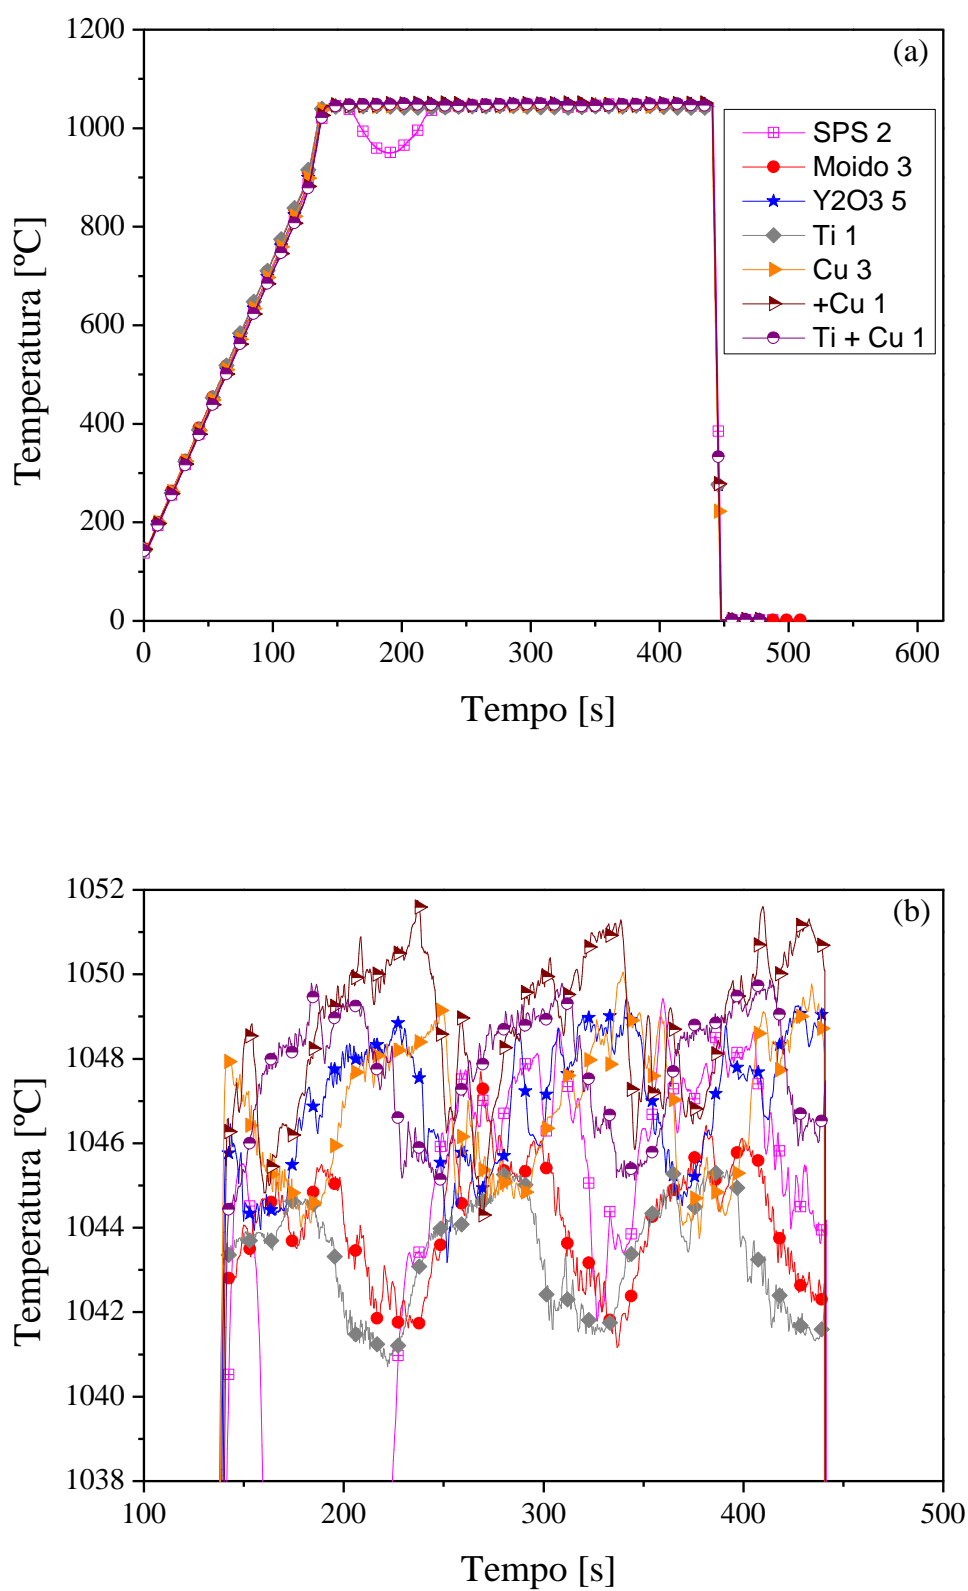 (a)
1200
1000
800
600
400
200
0
Temperatura [ºC]
SPS 2
Moido 3
Y2O3 5
Ti 1
Cu 3
+Cu 1
Ti + Cu 1
0 100 200 300 400 500 600
Tempo [s]
(b)
1052
1050
1048
1046
1044
1042
1040
1038
Temperatura [ºC]
100 200 300 400 500
Tempo [s]